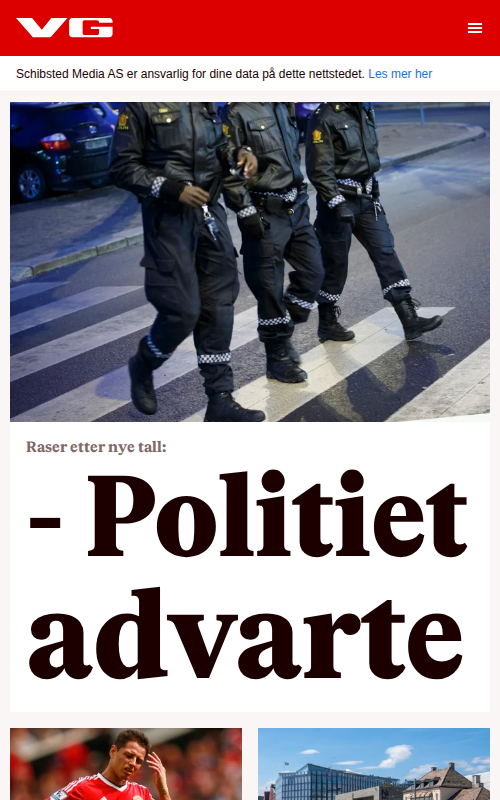 VG
Schibsted Media AS er ansvarlig for dine data på dette nettstedet. Les mer her
Raser etter nye tall:
- Politiet
advarte